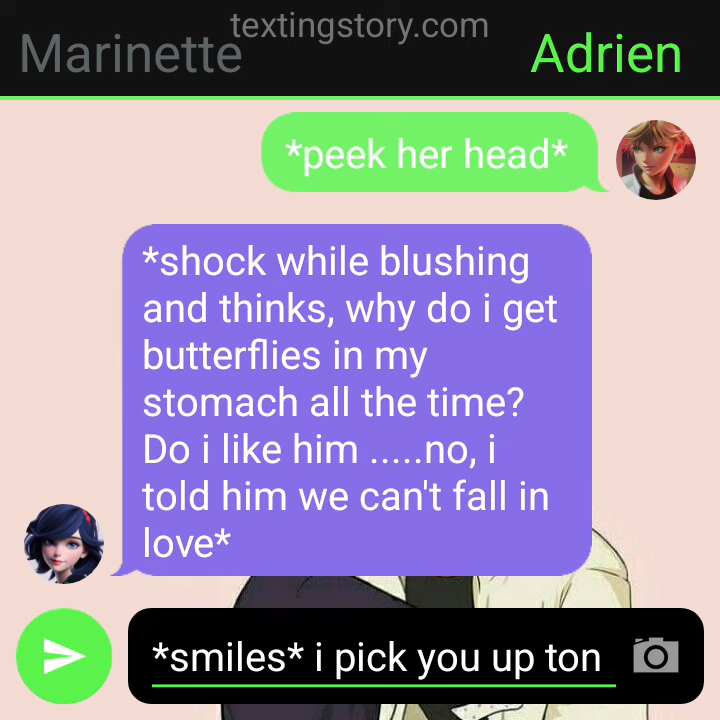 textingstory.com
Marinette
Adrien
*peek her head*
*shock while blushing
and thinks, why do i get
butterflies in my
stomach all the time?
Do i like him .....no, i
told him we can't fall in
love*
*smiles* i pick you up ton